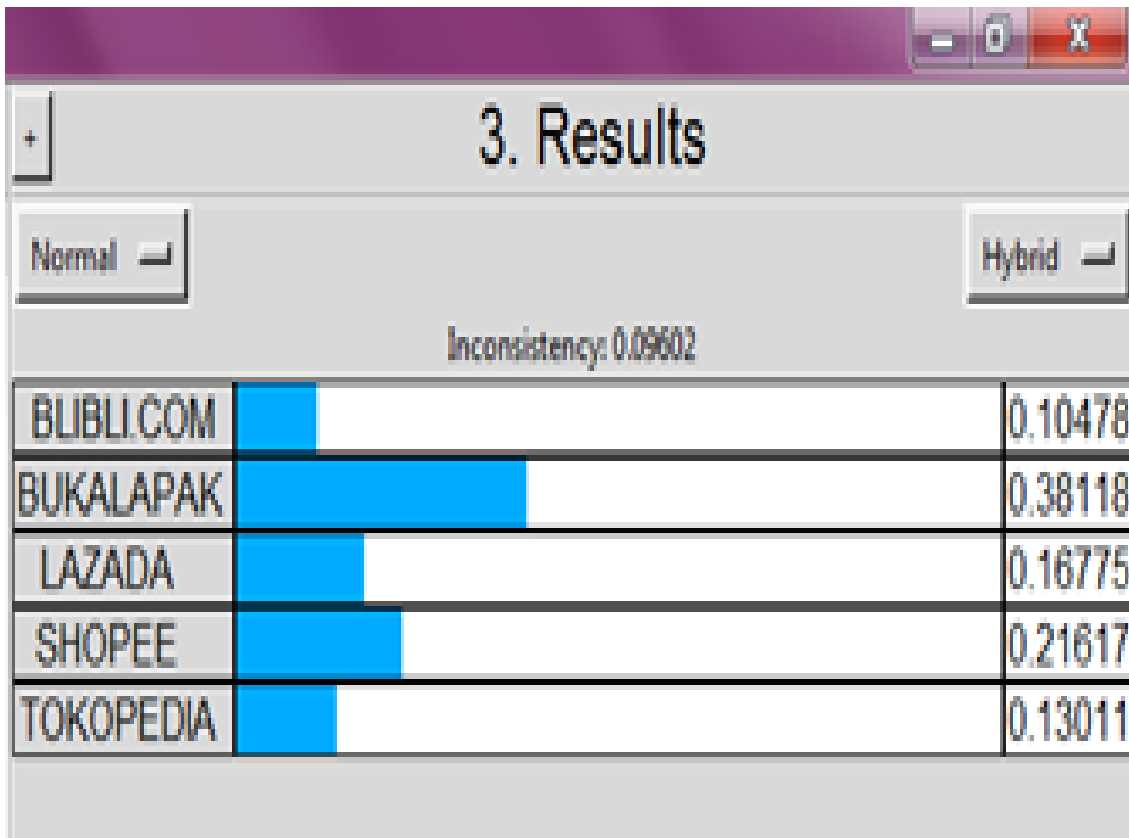 + 3. Results
Normal Hybrid
Inconsistency: 0.09602
BLIBLI.COM 0.10478
BUKALAPAK 0.38118
LAZADA 0.16775
SHOPEE 0.21617
TOKOPEDIA 0.13011